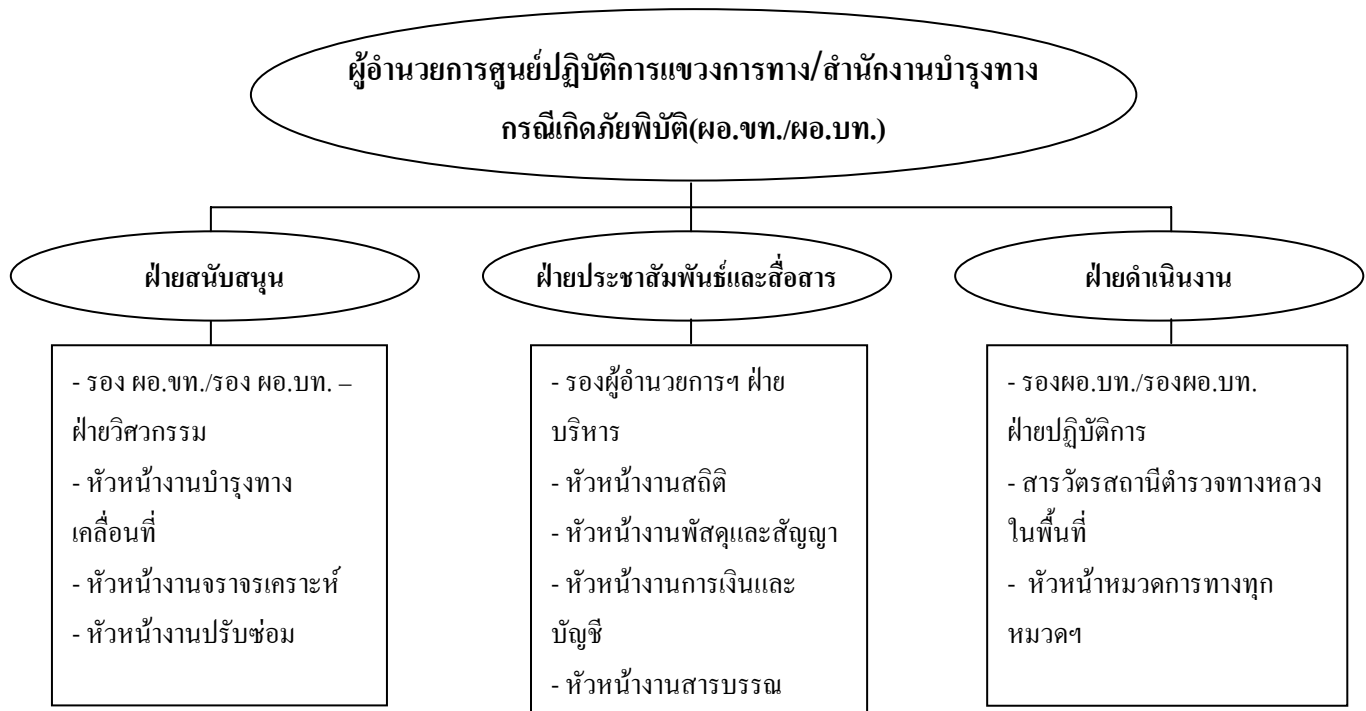 ผู้อำนวยการศูนย์ปฏิบัติการแขวงการทาง/สำนักงานบำรุงทาง
กรณีเกิดภัยพิบัติ(ผอ.ขท./ผอ.บท.)
ฝ่ายสนับสนุน
ฝ่ายประชาสัมพันธ์และสื่อสาร
ฝ่ายดำเนินงาน
- รอง ผอ.ขท./รอง ผอ.บท. –
ฝ่ายวิศวกรรม
- หัวหน้างานบำรุงทาง
เคลื่อนที่
- หัวหน้างานจราจรเคราะห์
- หัวหน้างานปรับซ่อม
- รองผู้อำนวยการฯ ฝ่าย
บริหาร
- หัวหน้างานสถิติ
- หัวหน้างานพัสดุและสัญญา
- หัวหน้างานการเงินและ
บัญชี
- หัวหน้างานสารบรรณ
- รองผอ.บท./รองผอ.บท.
ฝ่ายปฏิบัติการ
- สารวัตรสถานีตำรวจทางหลวง
ในพื้นที่
- หัวหน้าหมวดการทางทุก
หมวดฯ